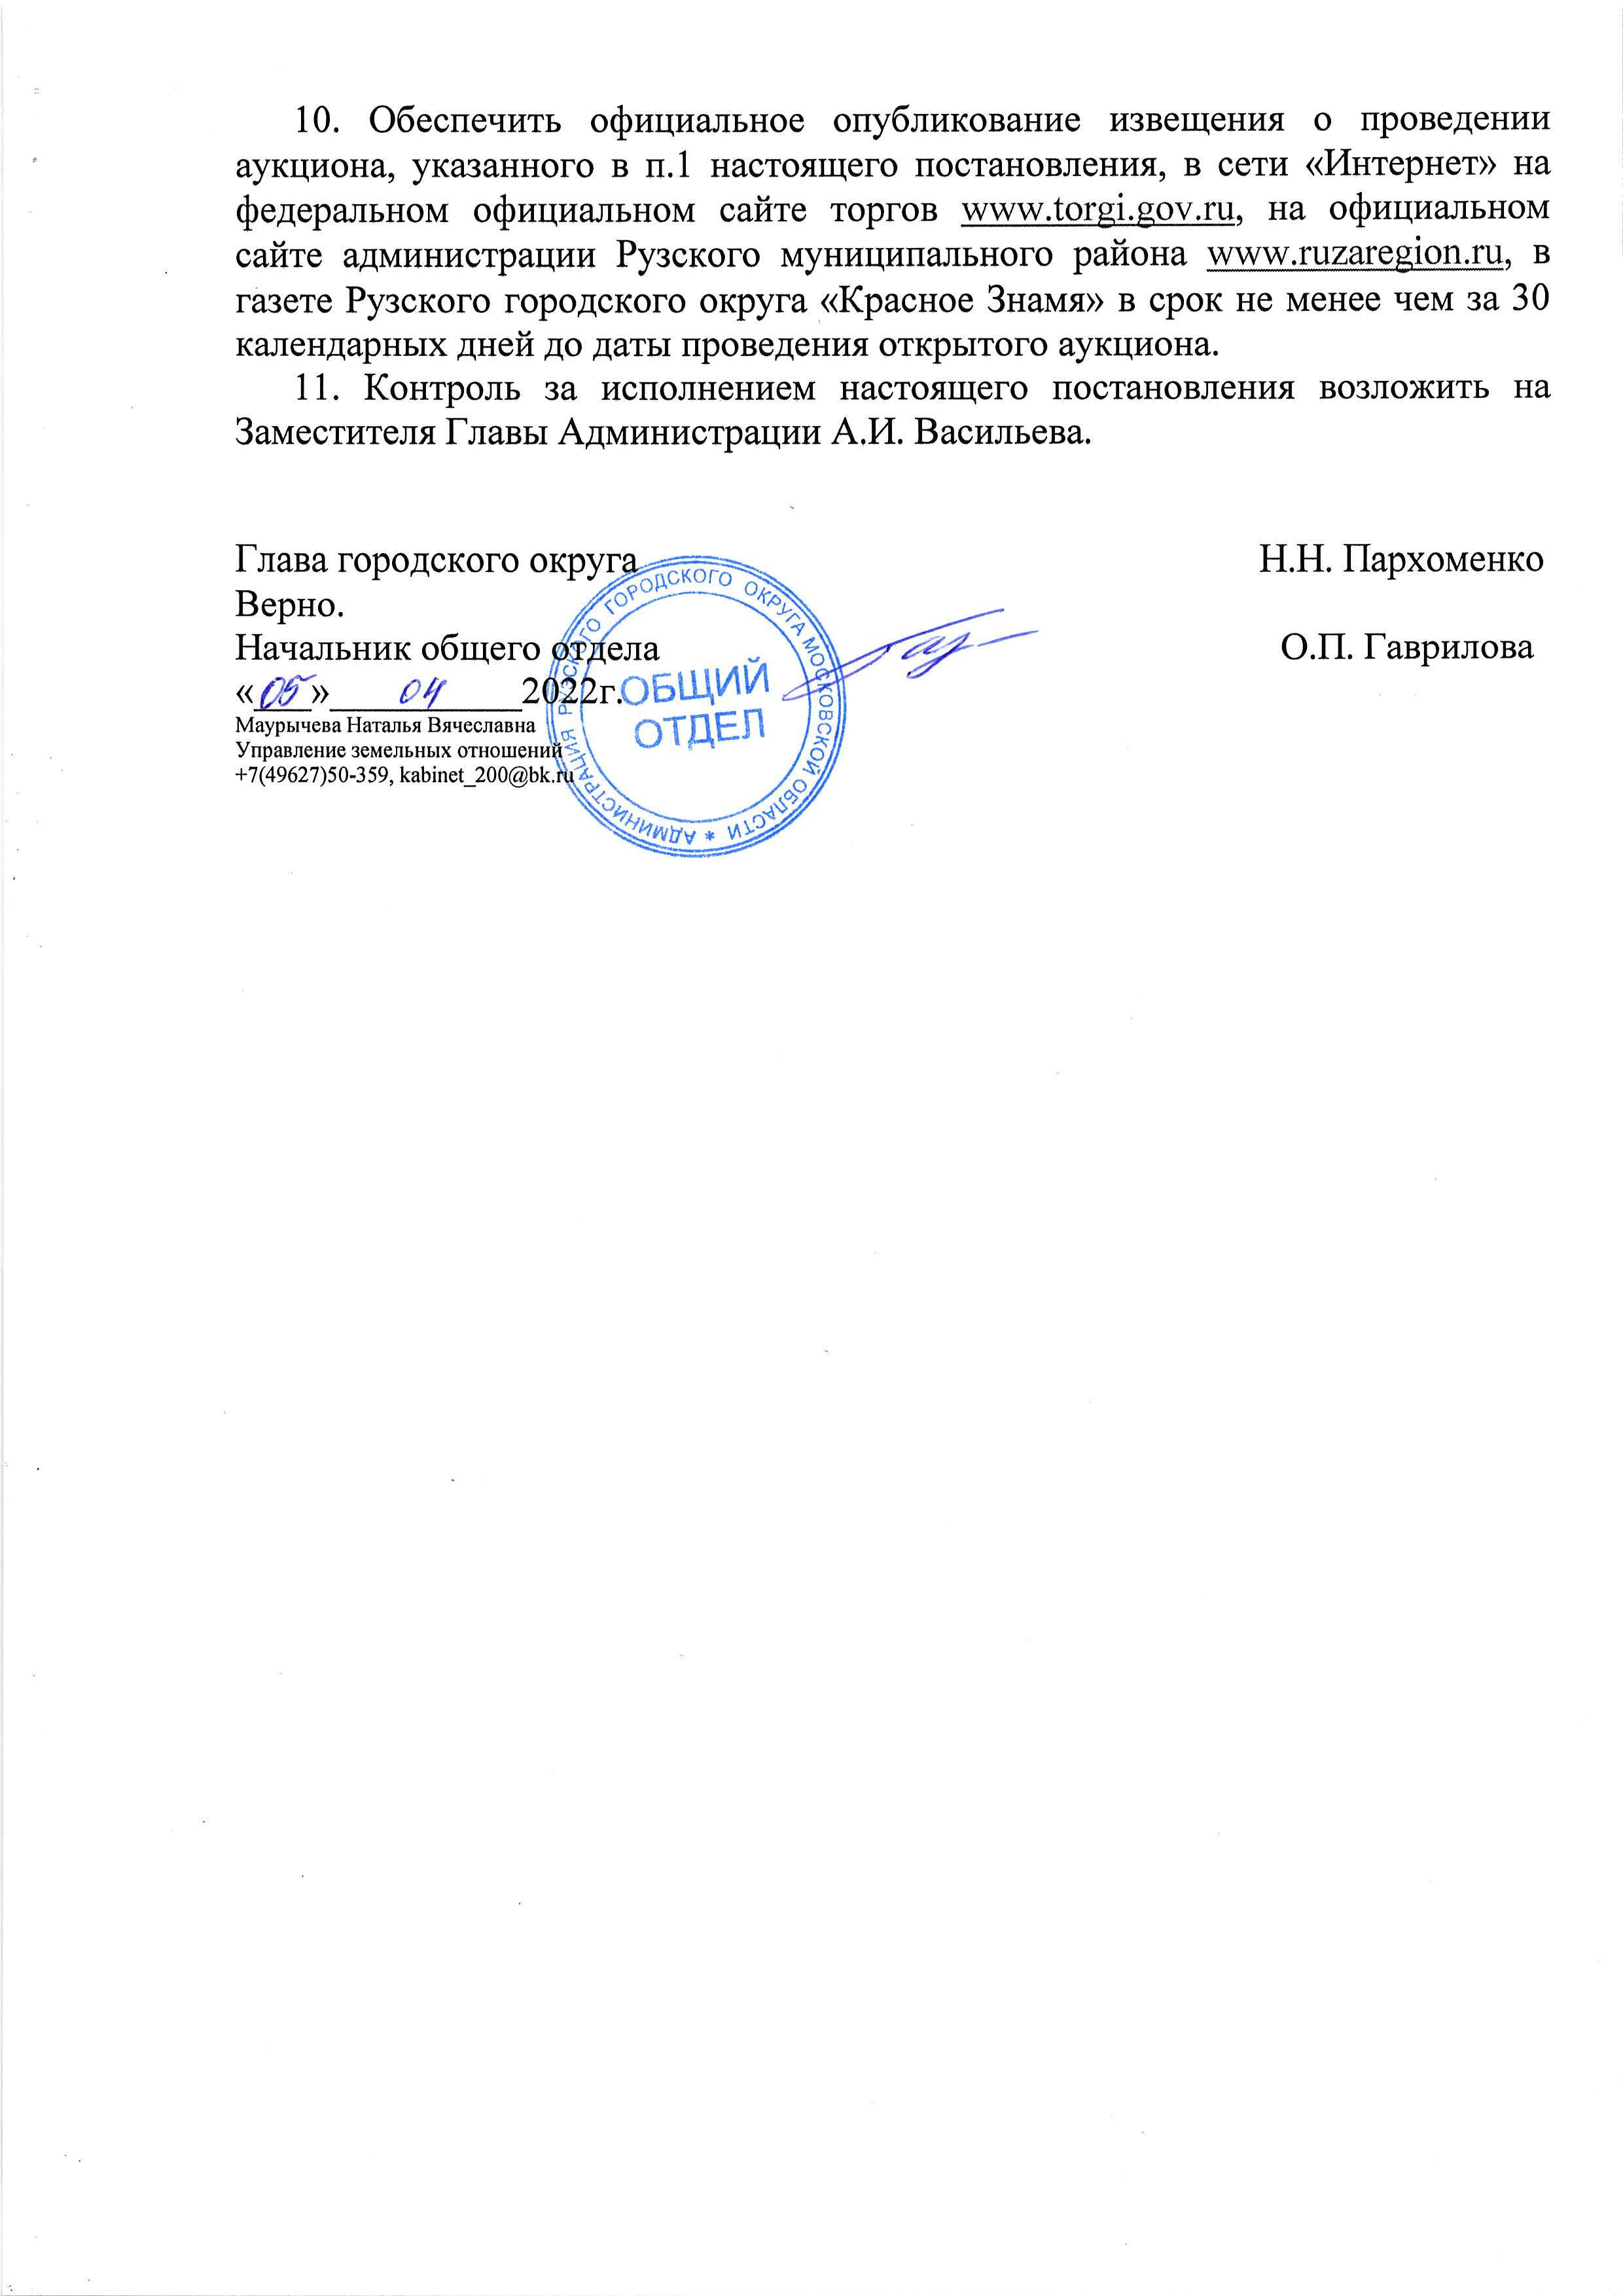 10. Обеспечить официальное опубликование извещения о проведении
аукциона, указанного в п.1 настоящего постановления, в сети «Интернет» на
федеральном официальном сайте торгов www.torgi.gov.ru, на официальном
сайте администрации Рузского муниципального района www.ruzaregion.ru, в
газете Рузского городского округа «Красное Знамя» в срок не менее чем за 30
календарных дней до даты проведения открытого аукциона.
11. Контроль за исполнением настоящего постановления возложить на
Заместителя Главы Администрации А.И. Васильева.
Глава городского округа Н.Н. Пархоменко
Верно.
Начальник общего отдела О.П. Гаврилова
«05» 04 2022г.
Маурычева Наталья Вячеславна
Управление земельных отношений
+7(49627)50-359, kabinet_200@bk.ru
АДМИНИСТРАЦИЯ РУЗСКОГО ГОРОДСКОГО ОКРУГА МОСКОВСКОЙ ОБЛАСТИ *
ОБЩИЙ
ОТДЕЛ